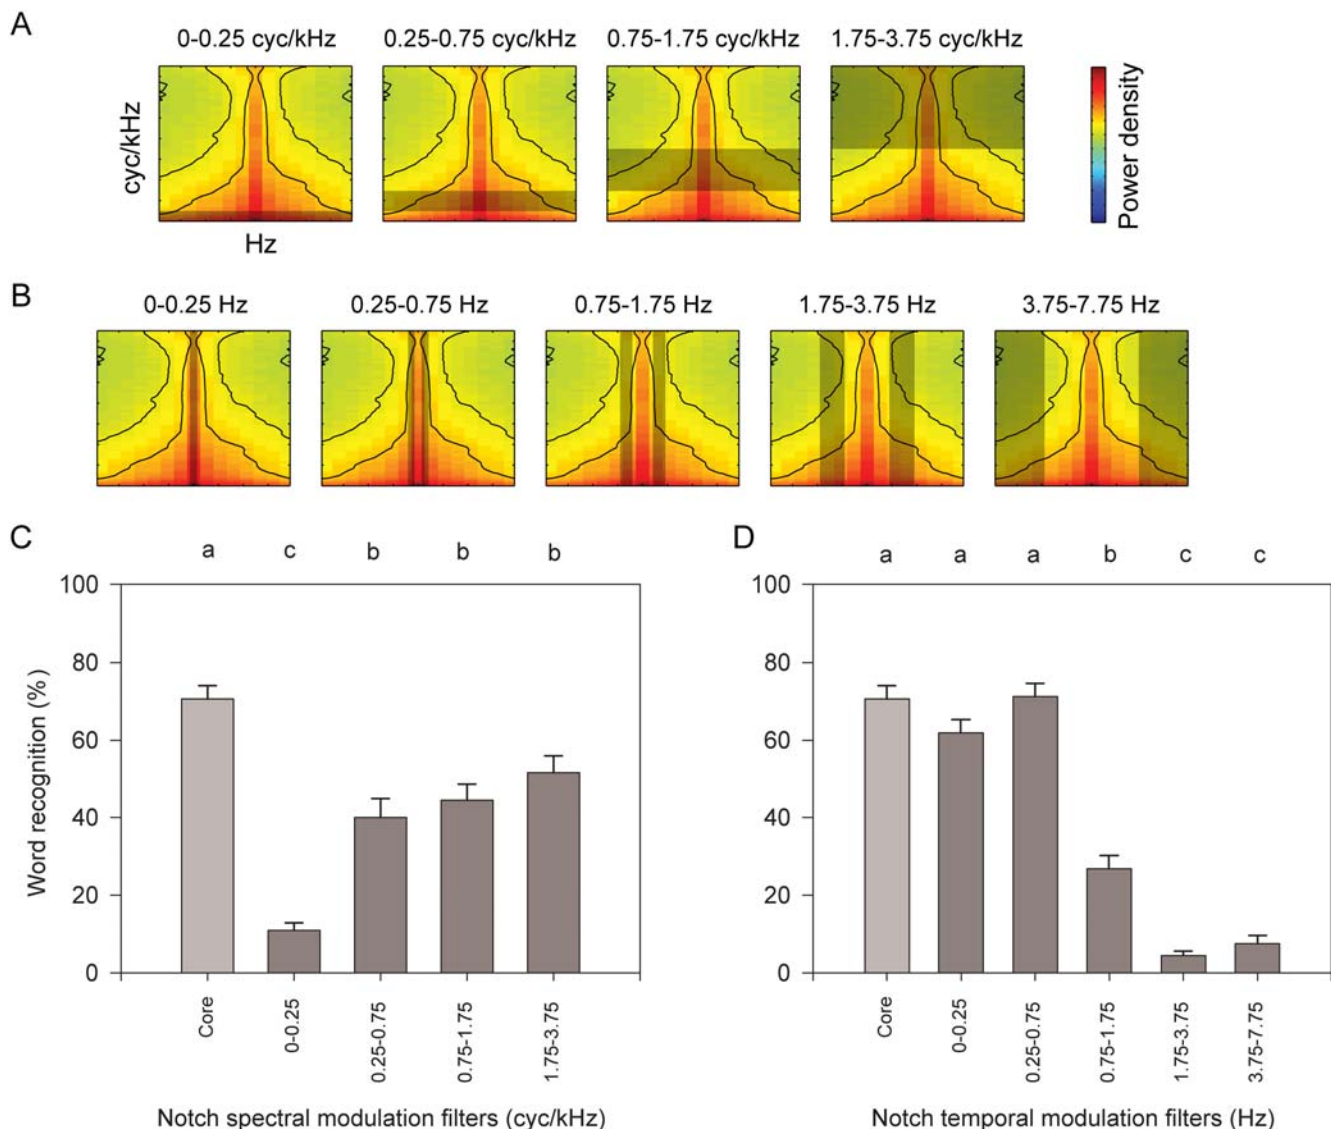 A
0-0.25 cyc/kHz
0.25-0.75 cyc/kHz
0.75-1.75 cyc/kHz
1.75-3.75 cyc/kHz
cyc/kHz
Hz
Power density
B
0-0.25 Hz
0.25-0.75 Hz
0.75-1.75 Hz
1.75-3.75 Hz
3.75-7.75 Hz
C
a c b b b
100
80
60
40
20
0
Word recognition (%)
Core
0-0.25
0.25-0.75
0.75-1.75
1.75-3.75
Notch spectral modulation filters (cyc/kHz)
D
a a a b c c
100
80
60
40
20
0
Core
0-0.25
0.25-0.75
0.75-1.75
1.75-3.75
3.75-7.75
Notch temporal modulation filters (Hz)